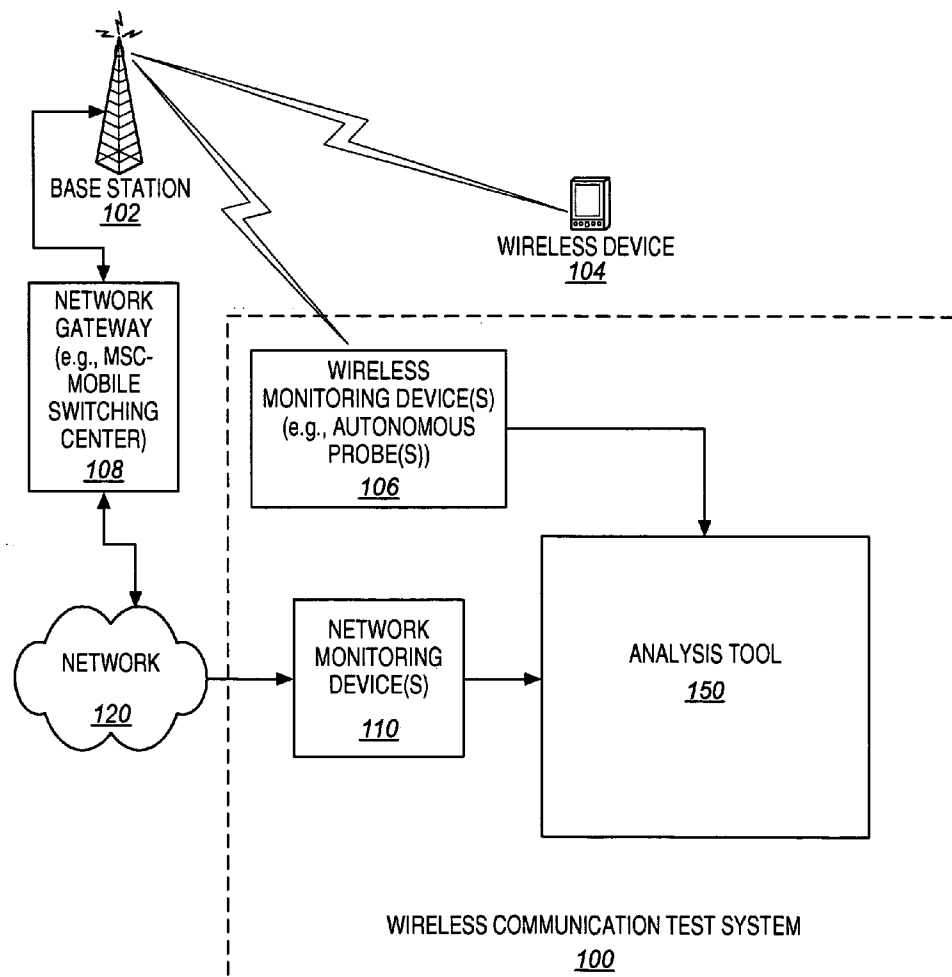 BASE STATION
102
WIRELESS DEVICE
104
NETWORK
GATEWAY
(e.g., MSC-
MOBILE
SWITCHING
CENTER)
108
WIRELESS
MONITORING DEVICE(S)
(e.g., AUTONOMOUS
PROBE(S))
106
NETWORK
120
NETWORK
MONITORING
DEVICE(S)
110
ANALYSIS TOOL
150
WIRELESS COMMUNICATION TEST SYSTEM
100